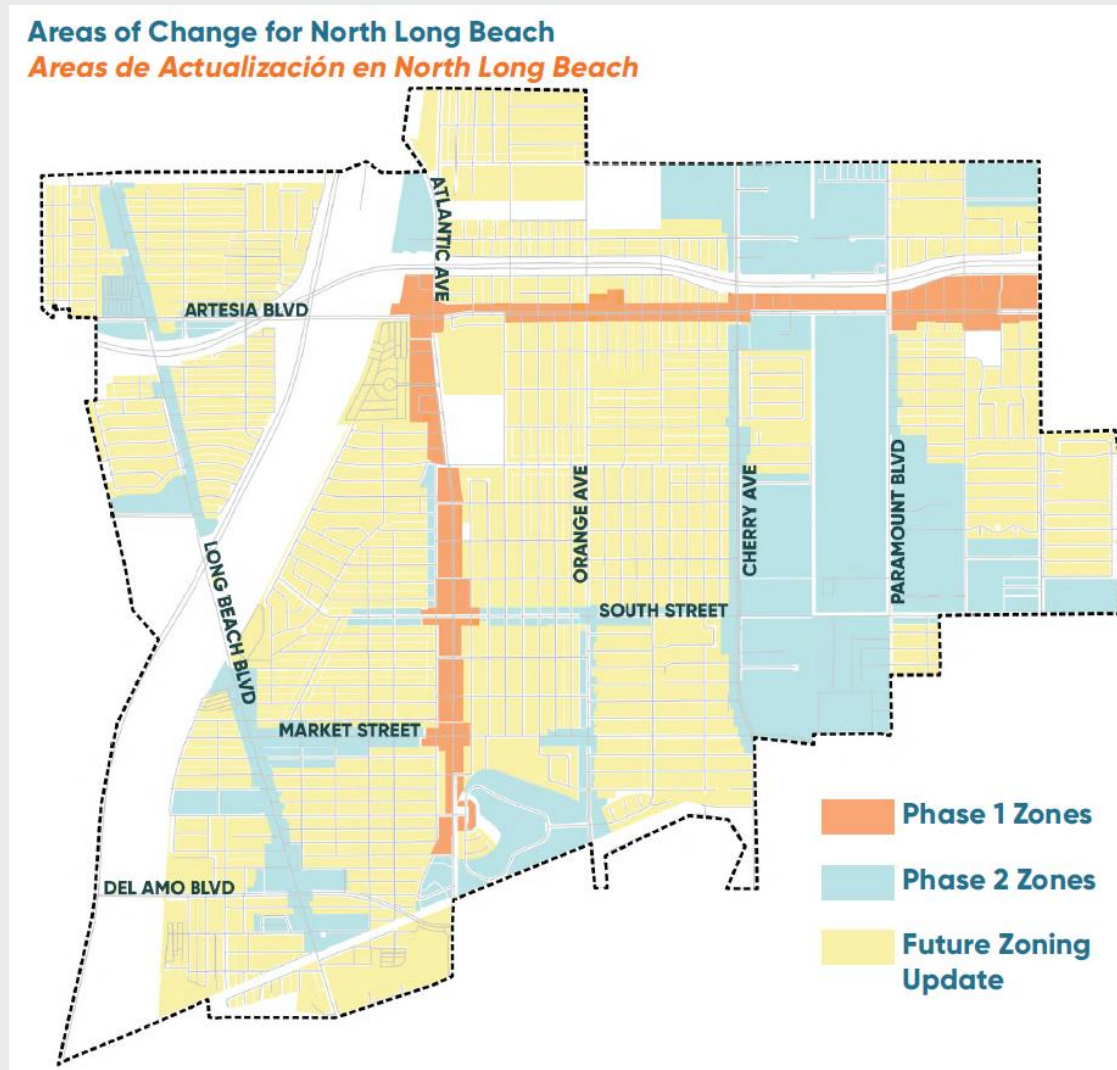 Areas of Change for North Long Beach
Areas de Actualización en North Long Beach
ATLANTIC AVE
ARTESIA BLVD
ORANGE AVE
CHERRY AVE
PARAMOUNT BLVD
LONG BEACH BLVD
SOUTH STREET
MARKET STREET
DEL AMO BLVD
Phase 1 Zones
Phase 2 Zones
Future Zoning
Update